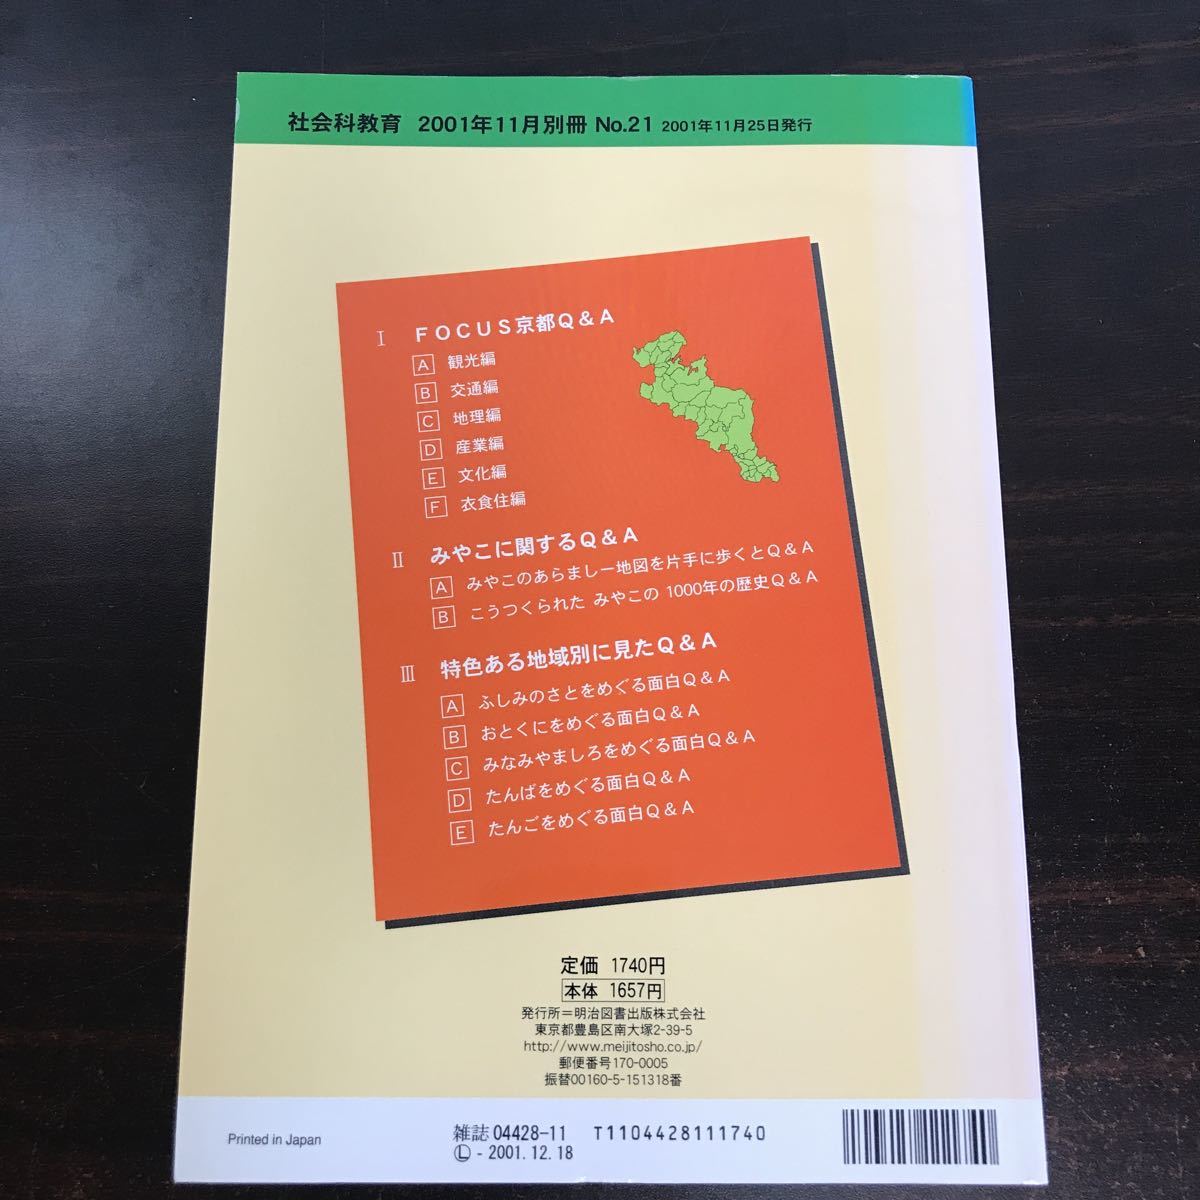 社会科教育 2001年11月別冊 No.21 2001年11月25日発行
Ⅰ FOCUS京都Q&A
A 観光編
B 交通編
C 地理編
D 産業編
E 文化編
F 衣食住編
Ⅱ みやこに関するQ&A
A みやこのあらまし―地図を片手に歩くとQ&A
B こうつくられた みやこの 1000年の歴史Q&A
Ⅲ 特色ある地域別に見たQ&A
A ふしみのさとをめぐる面白Q&A
B おとくにをめぐる面白Q&A
C みなみやましろをめぐる面白Q&A
D たんばをめぐる面白Q&A
E たんごをめぐる面白Q&A
定価 1740円
本体 1657円
発行所=明治図書出版株式会社
東京都豊島区南大塚2-39-5
http://www.meijitosho.co.jp/
郵便番号170-0005
振替00160-5-151318番
Printed in Japan
雑誌 04428-11 T1104428111740
Ⓛ-2001.12.18